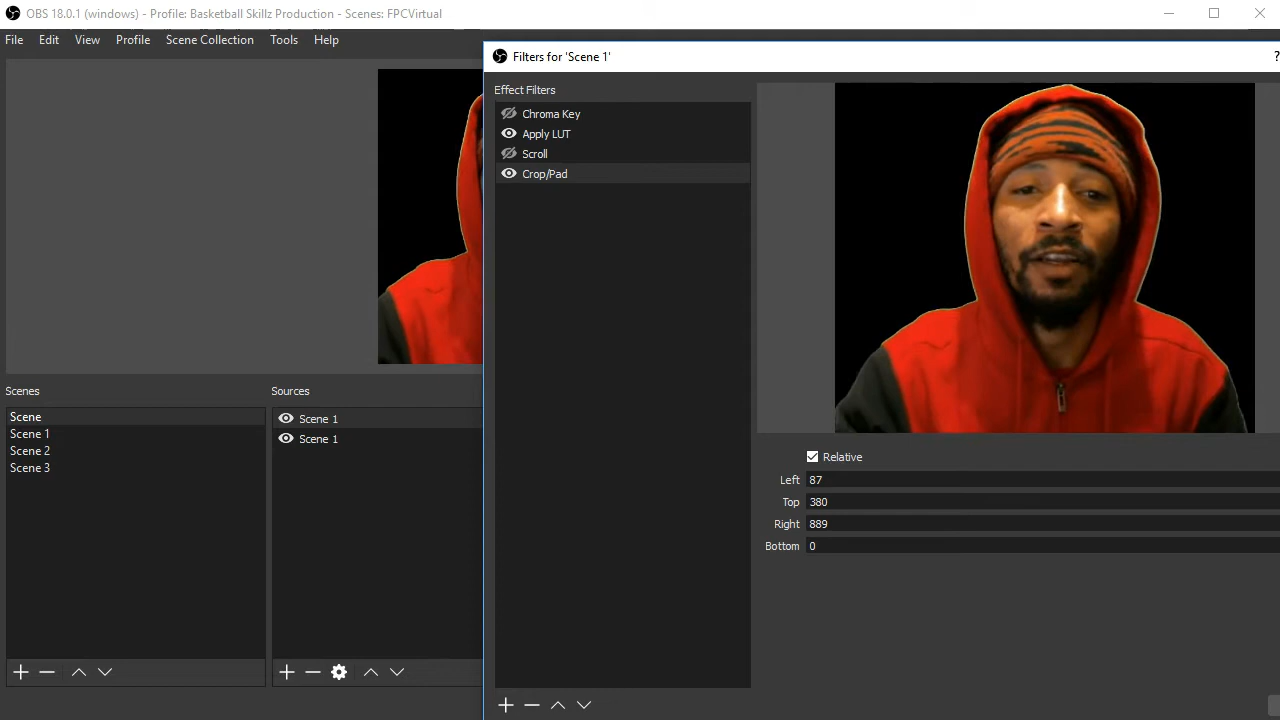 OBS 18.0.1 (windows) - Profile: Basketball Skillz Production - Scenes: FPCVirtual
File Edit View Profile Scene Collection Tools Help
Filters for 'Scene 1'
?
Effect Filters
Chroma Key
Apply LUT
Scroll
Crop/Pad
Relative
Left 87
Top 380
Right 889
Bottom 0
Scenes
Scene
Scene 1
Scene 2
Scene 3
Sources
Scene 1
Scene 1